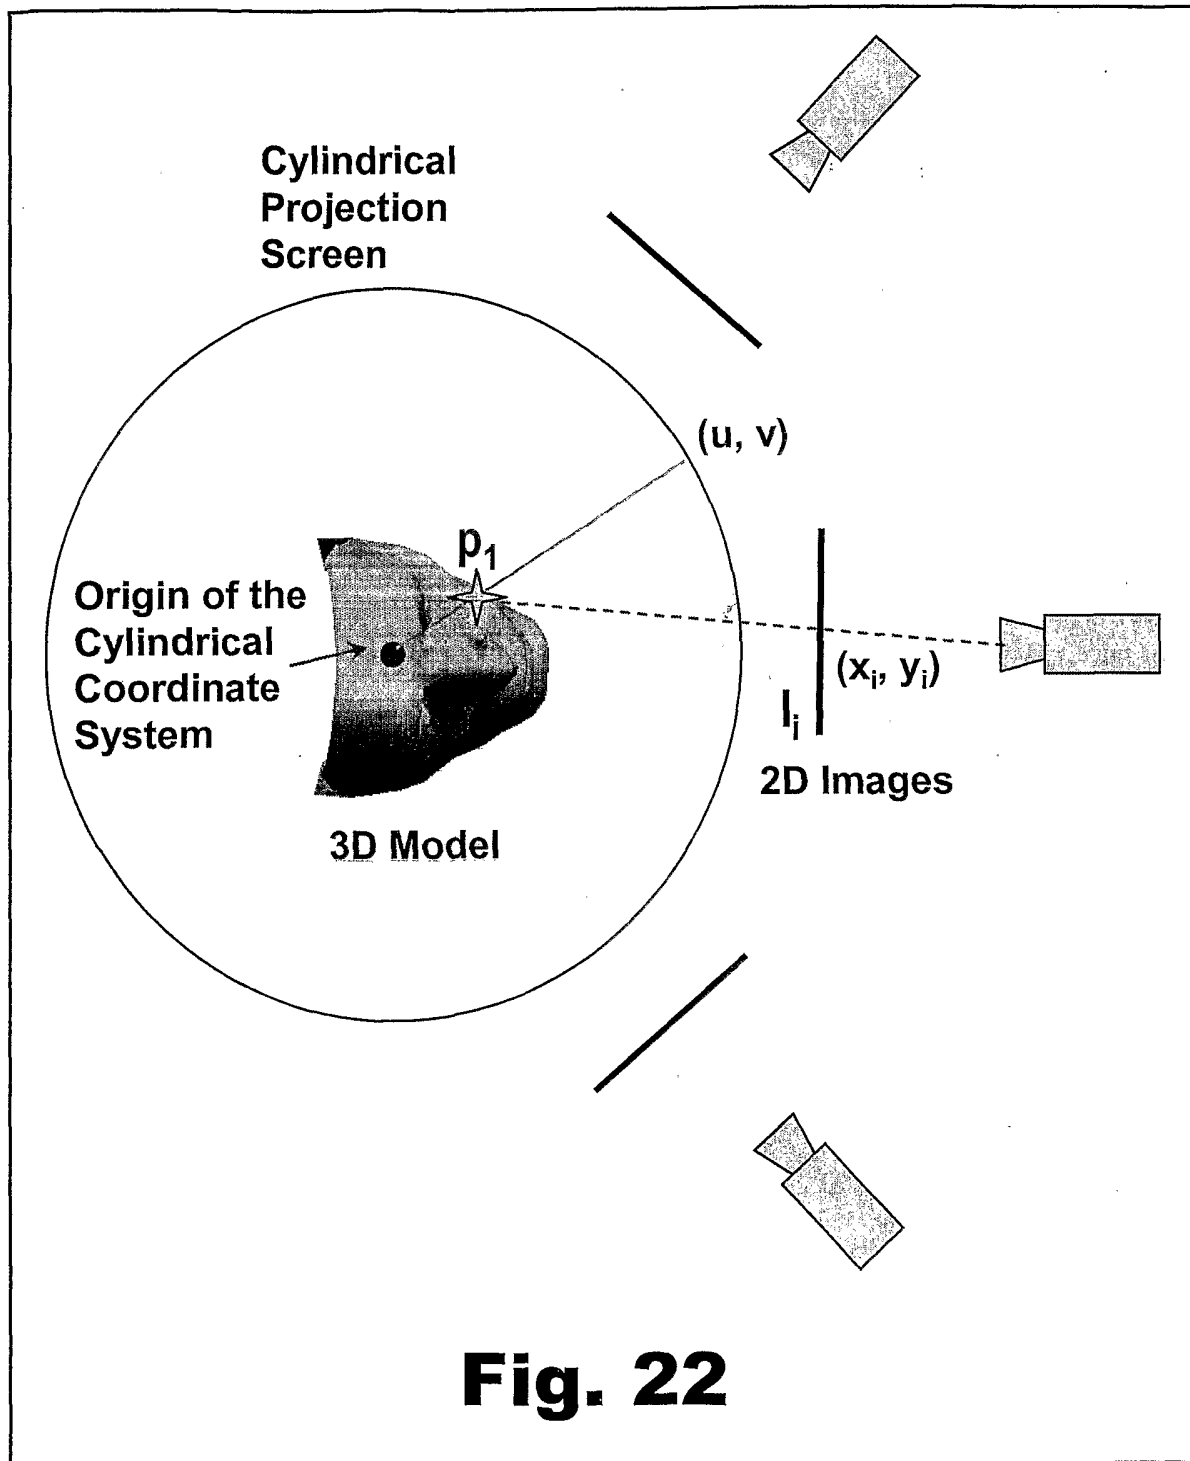 Cylindrical
Projection
Screen
(u, v)
p₁
Origin of the
Cylindrical
Coordinate
System
(xᵢ, yᵢ)
Iᵢ
2D Images
3D Model
Fig. 22